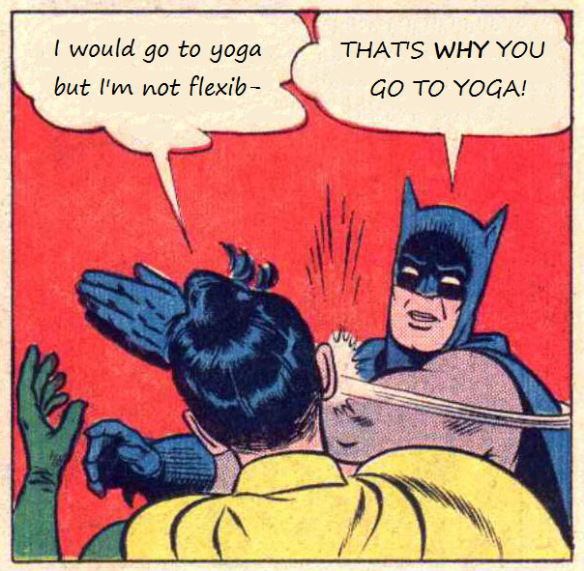 I would go to yoga
but I'm not flexib-
THAT'S WHY YOU
GO TO YOGA!